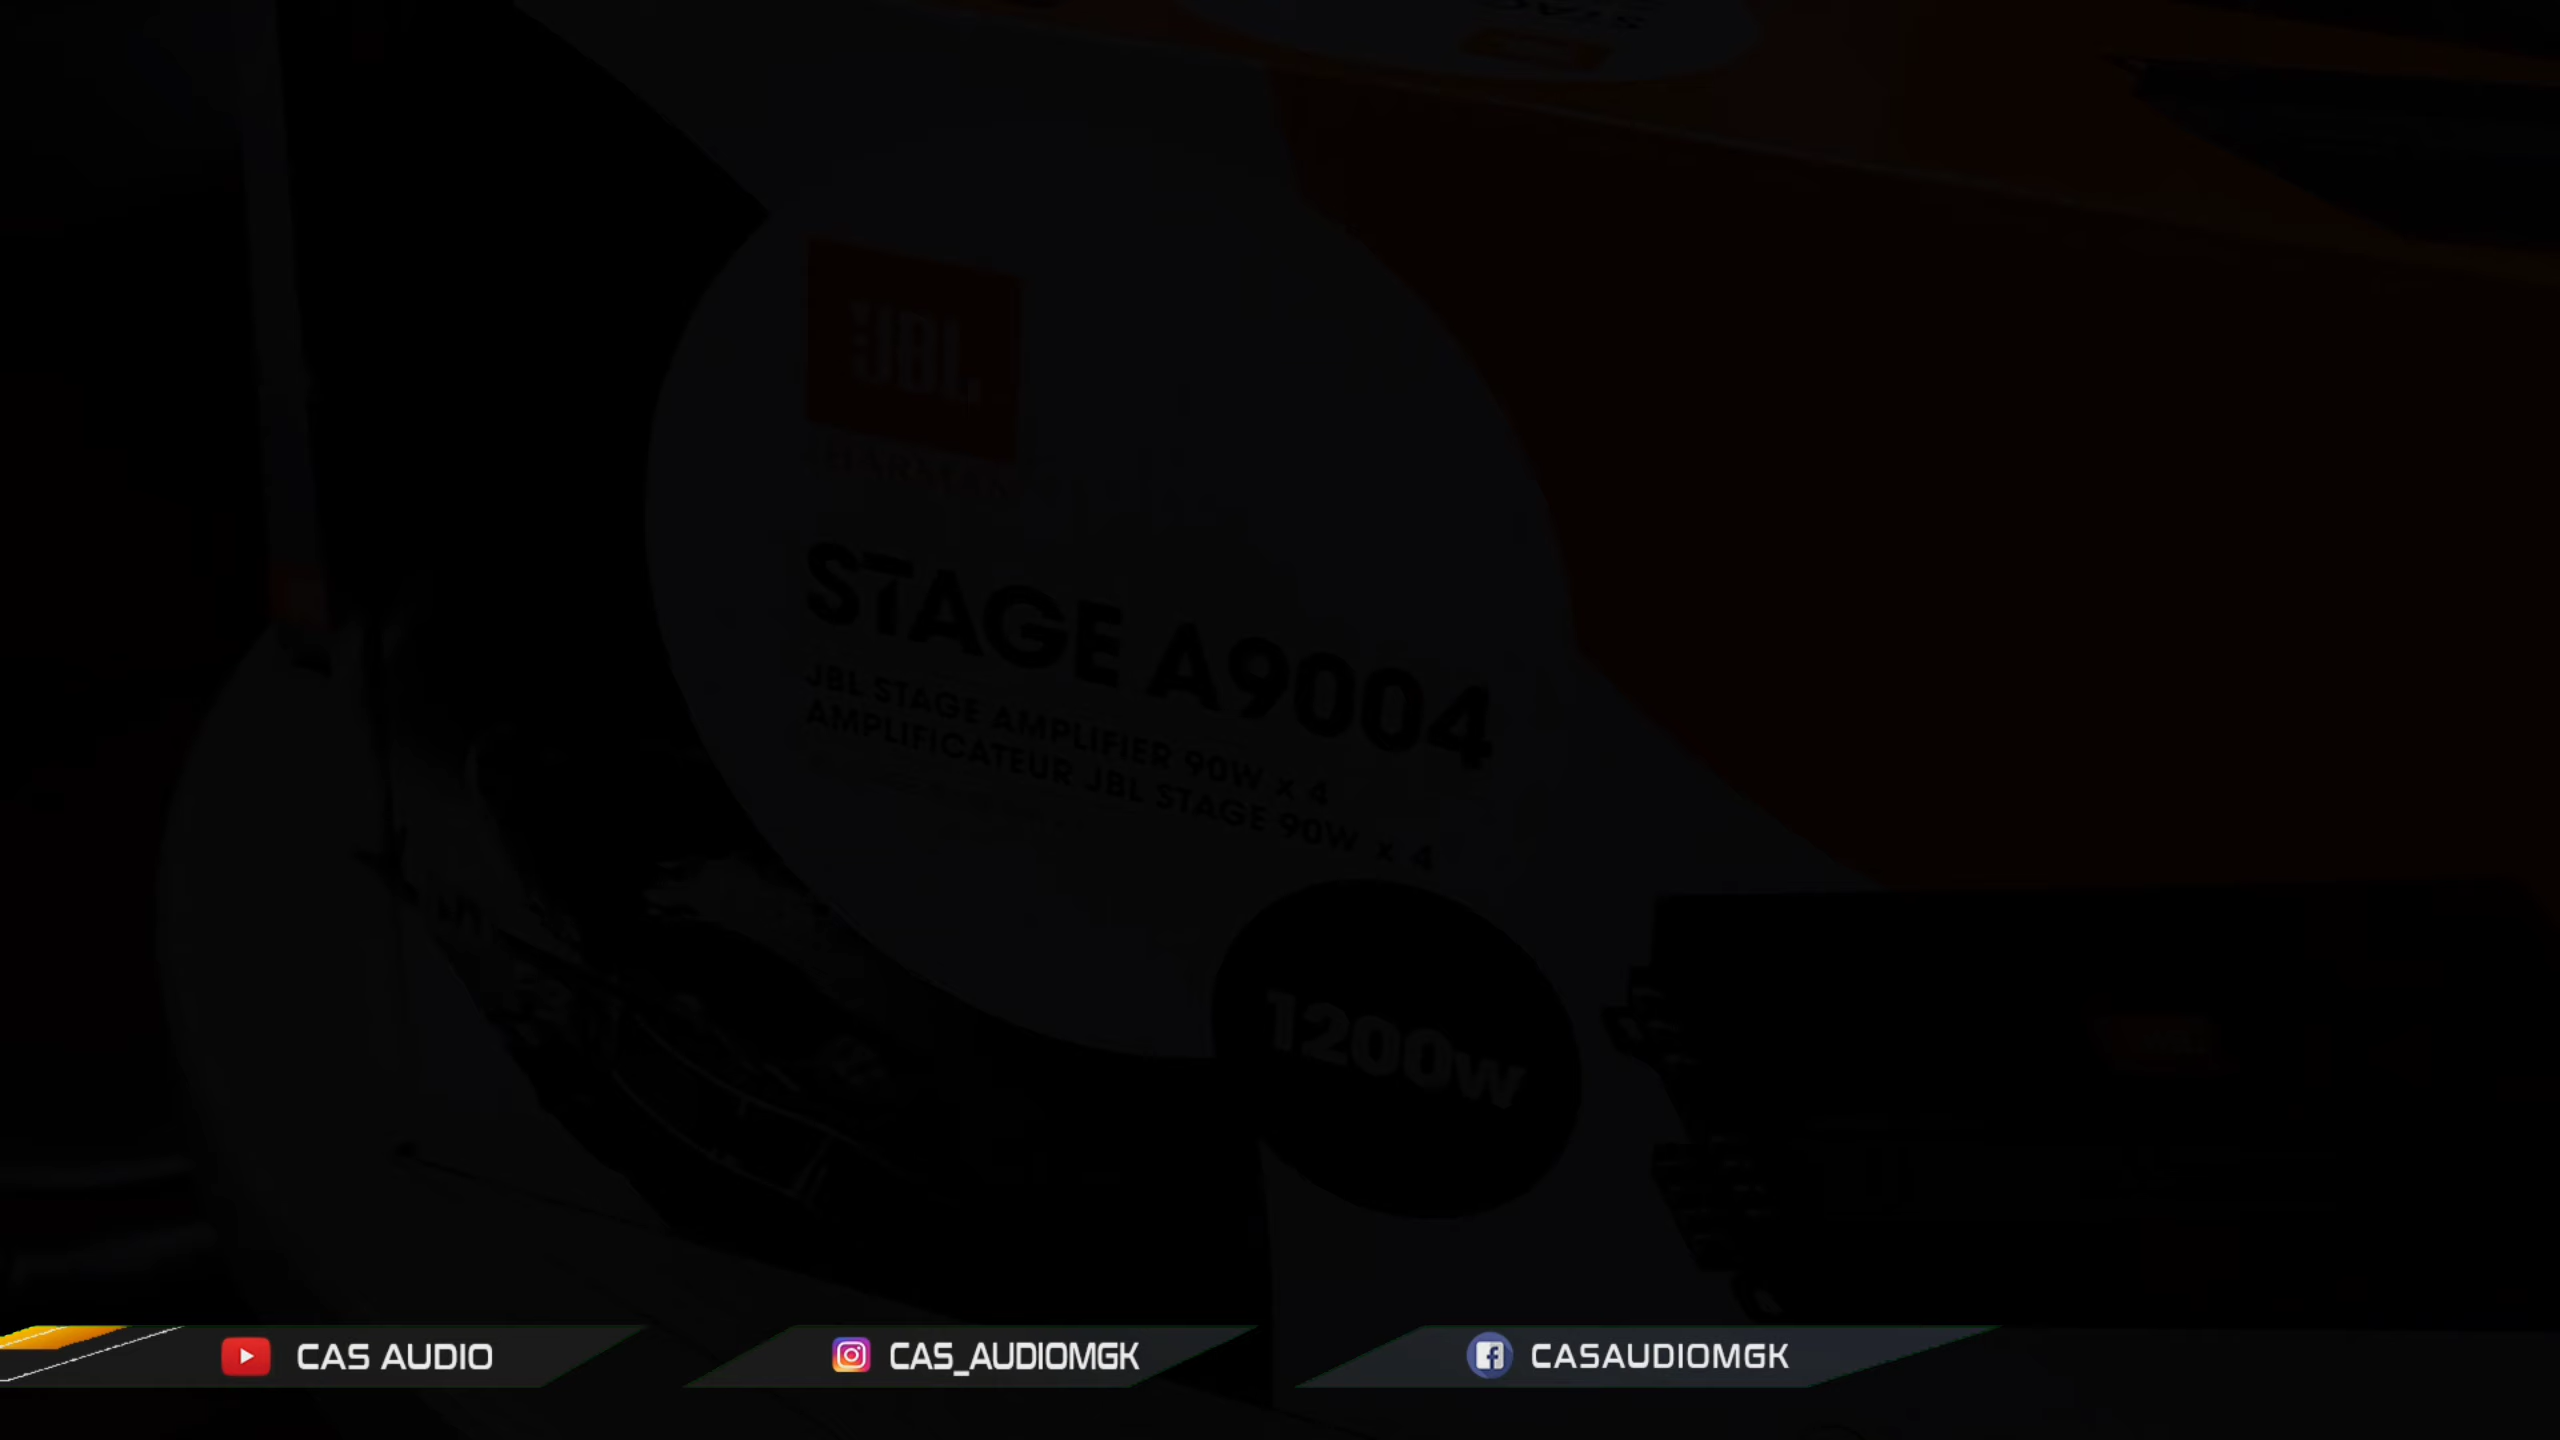 JBL
STAGE A9004
JBL STAGE AMPLIFIER 90W x 4
AMPLIFICATEUR JBL STAGE 90W x 4
1200W
CAS AUDIO
CAS_AUDIOMGK
CASAUDIOMGK